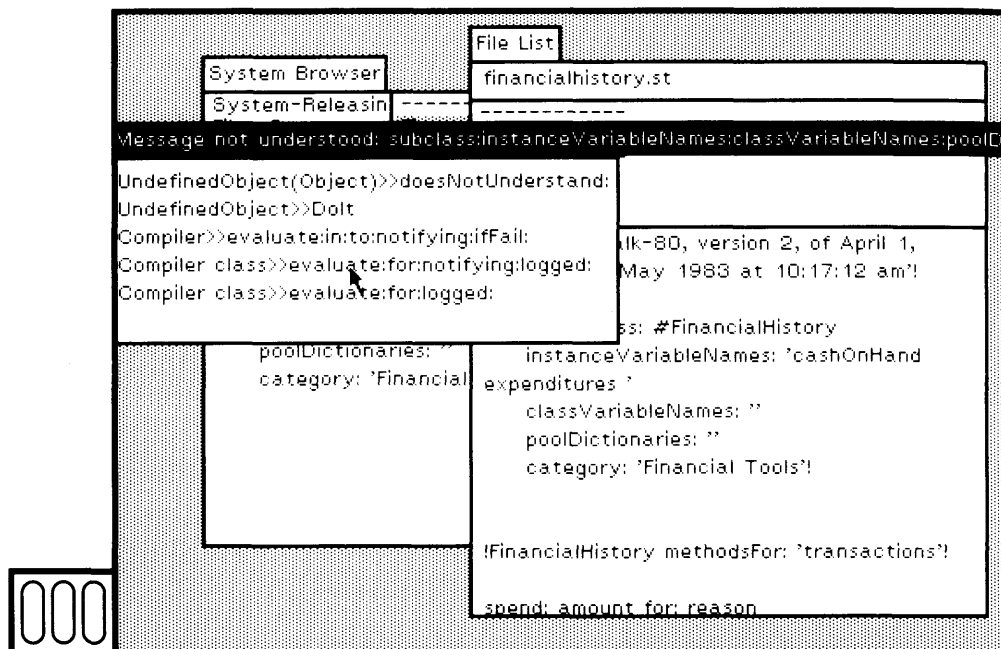 File List
System Browser
financialhistory.st
System-Releasin
Message not understood: subclass:instanceVariableNames:classVariableNames:poolD
UndefinedObject(Object)>>doesNotUnderstand:
UndefinedObject>>DoIt
Compiler>>evaluate:in:to:notifying:ifFail:
Compiler class>>evaluate:for:notifying:logged:
Compiler class>>evaluate:for:logged:
poolDictionaries: ''
category: 'Financial
lk-80, version 2, of April 1,
May 1983 at 10:17:12 am'!
ss: #FinancialHistory
instanceVariableNames: 'cashOnHand
expenditures '
classVariableNames: ''
poolDictionaries: ''
category: 'Financial Tools'!
!FinancialHistory methodsFor: 'transactions'!
spend: amount for: reason